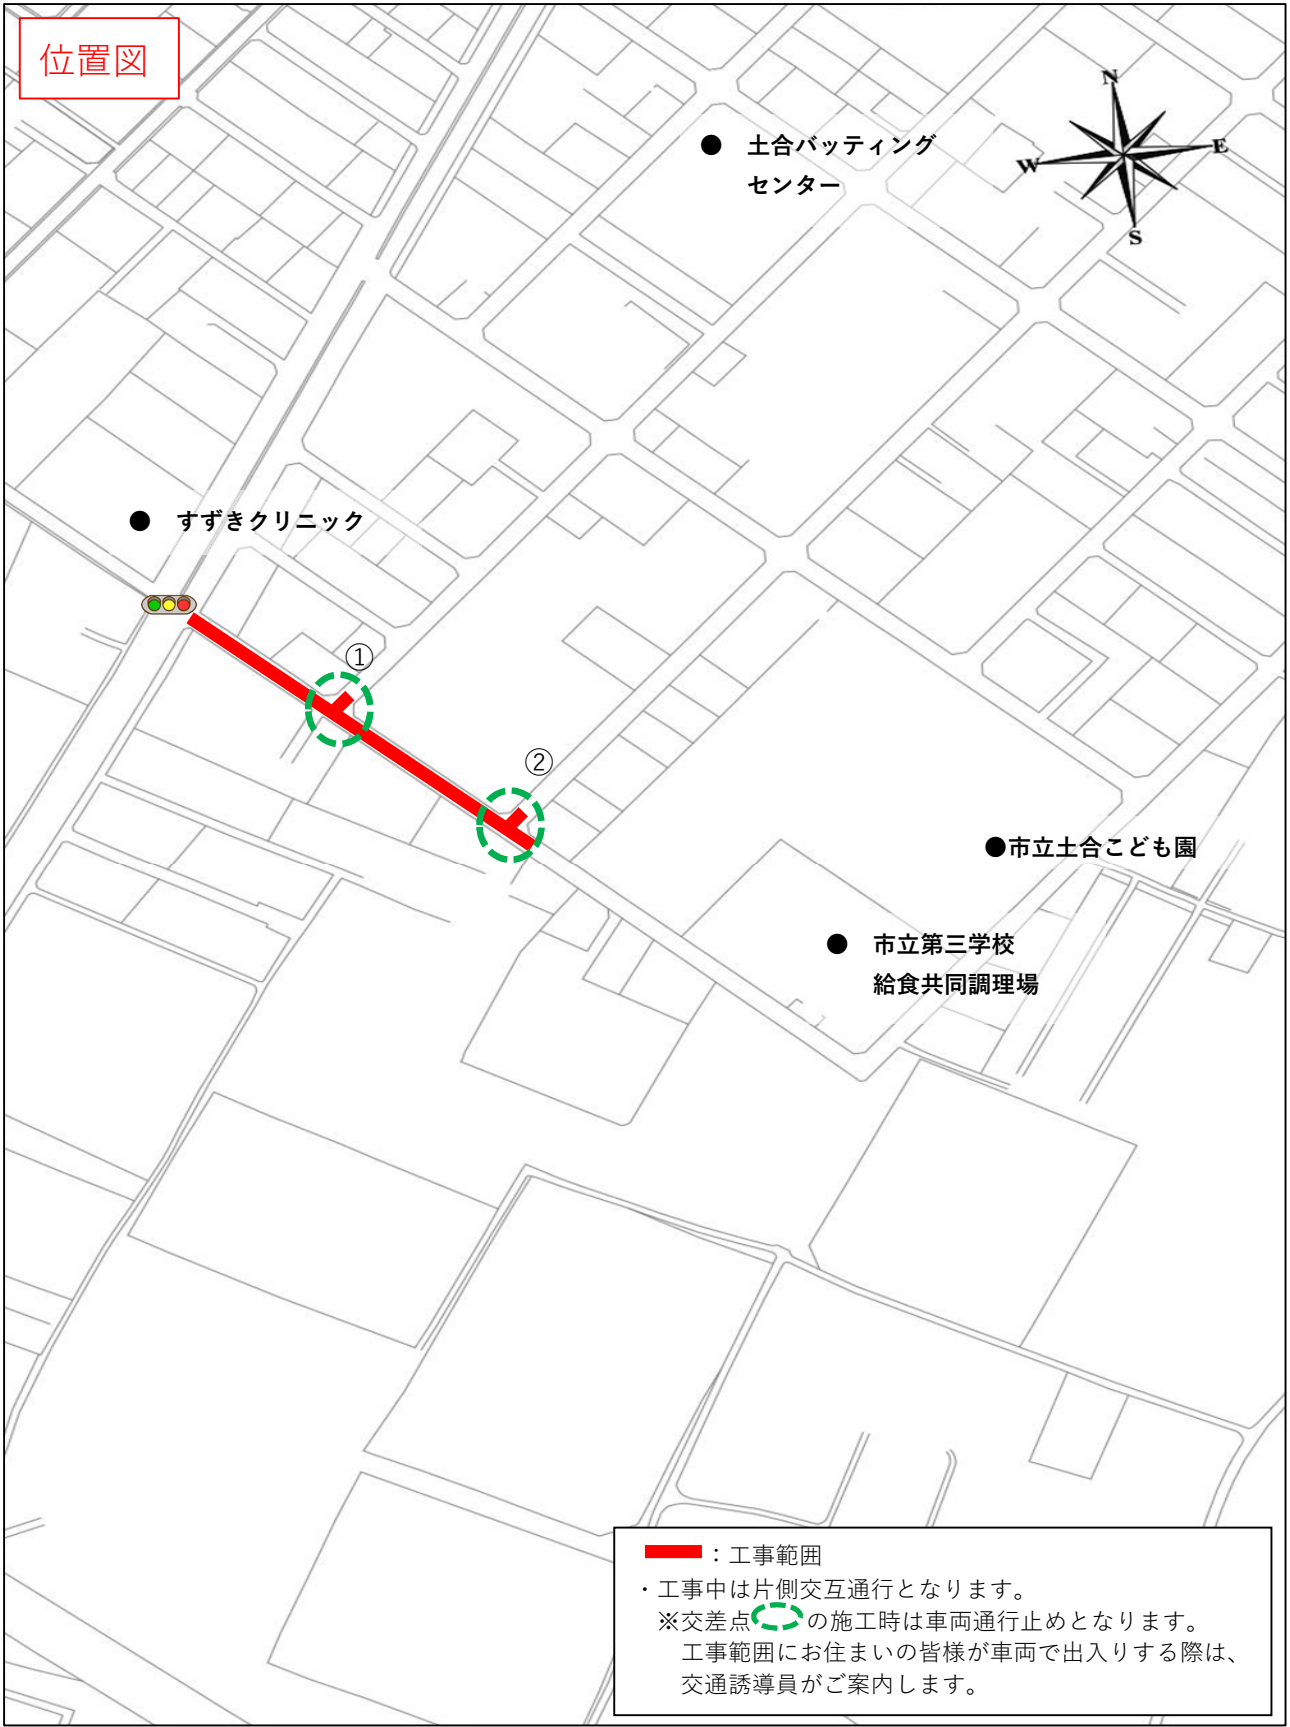 位置図
N
W
E
S
● 土合バッティング
センター
● すずきクリニック
①
②
●市立土合こども園
● 市立第三学校
給食共同調理場
：工事範囲
・工事中は片側交互通行となります。
※交差点 の施工時は車両通行止めとなります。
工事範囲にお住まいの皆様が車両で出入りする際は、
交通誘導員がご案内します。